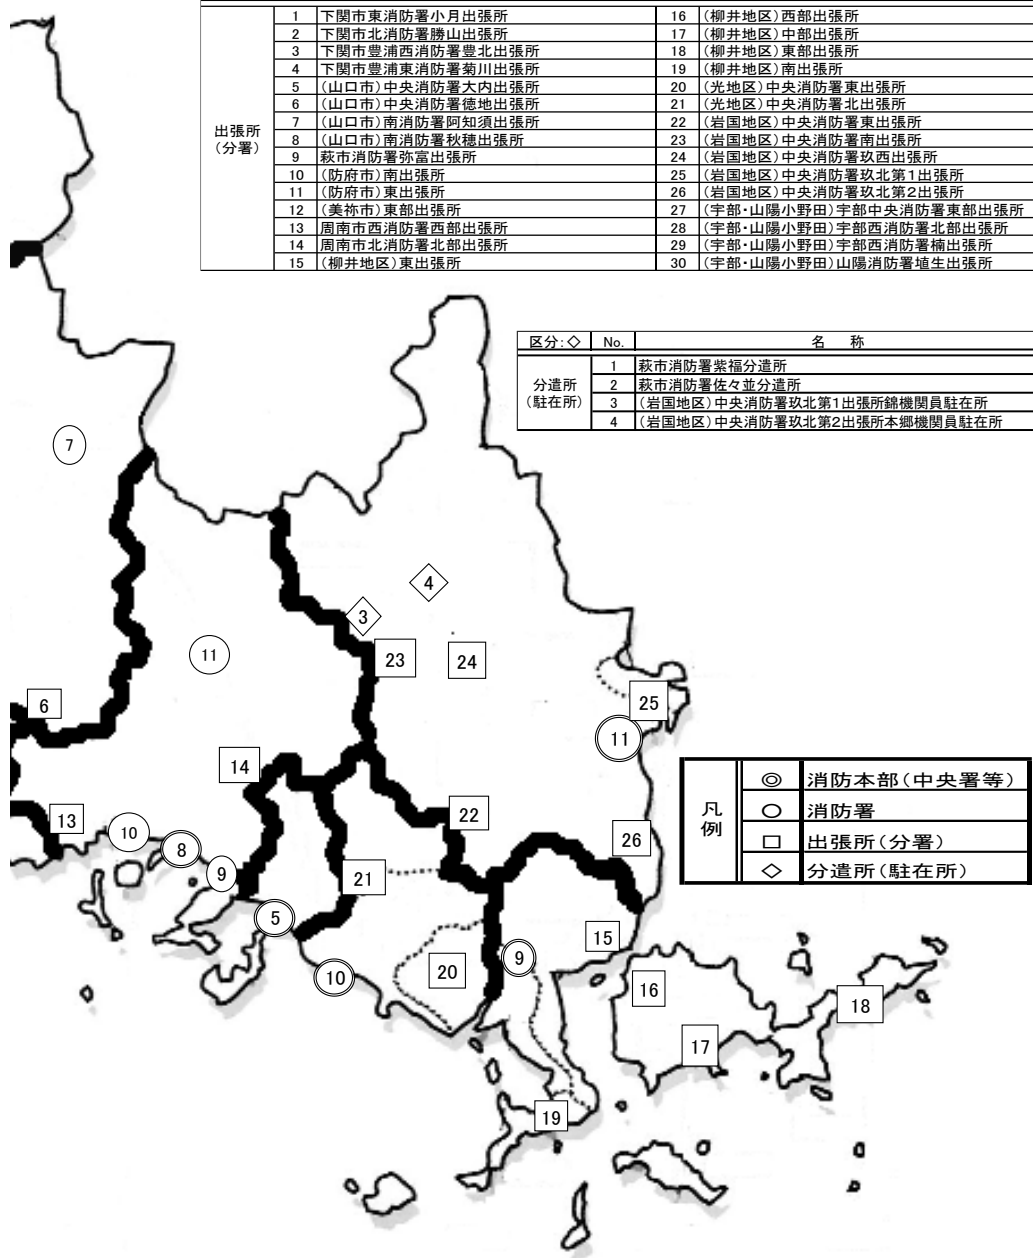 出張所
（分署）
1 下関市東消防署小月出張所 16 （柳井地区）西部出張所
2 下関市北消防署勝山出張所 17 （柳井地区）中部出張所
3 下関市豊浦西消防署豊北出張所 18 （柳井地区）東部出張所
4 下関市豊浦東消防署菊川出張所 19 （柳井地区）南出張所
5 （山口市）中央消防署大内出張所 20 （光地区）中央消防署東出張所
6 （山口市）中央消防署徳地出張所 21 （光地区）中央消防署北出張所
7 （山口市）南消防署阿知須出張所 22 （岩国地区）中央消防署東出張所
8 （山口市）南消防署秋穂出張所 23 （岩国地区）中央消防署南出張所
9 萩市消防署弥富出張所 24 （岩国地区）中央消防署玖西出張所
10 （防府市）南出張所 25 （岩国地区）中央消防署玖北第1出張所
11 （防府市）東出張所 26 （岩国地区）中央消防署玖北第2出張所
12 （美祢市）東部出張所 27 （宇部・山陽小野田）宇部中央消防署東部出張所
13 周南市西消防署西部出張所 28 （宇部・山陽小野田）宇部西消防署北部出張所
14 周南市北消防署北部出張所 29 （宇部・山陽小野田）宇部西消防署楠出張所
15 （柳井地区）東出張所 30 （宇部・山陽小野田）山陽消防署埴生出張所
区分：◇ No. 名 称
分遣所
（駐在所）
1 萩市消防署紫福分遣所
2 萩市消防署佐々並分遣所
3 （岩国地区）中央消防署玖北第1出張所錦機関員駐在所
4 （岩国地区）中央消防署玖北第2出張所本郷機関員駐在所
7
4
3
11
23
24
6
25
11
14
13
10
8
9
22
26
21
5
15
9
20
10
16
18
17
19
凡例
◎ 消防本部（中央署等）
○ 消防署
□ 出張所（分署）
◇ 分遣所（駐在所）